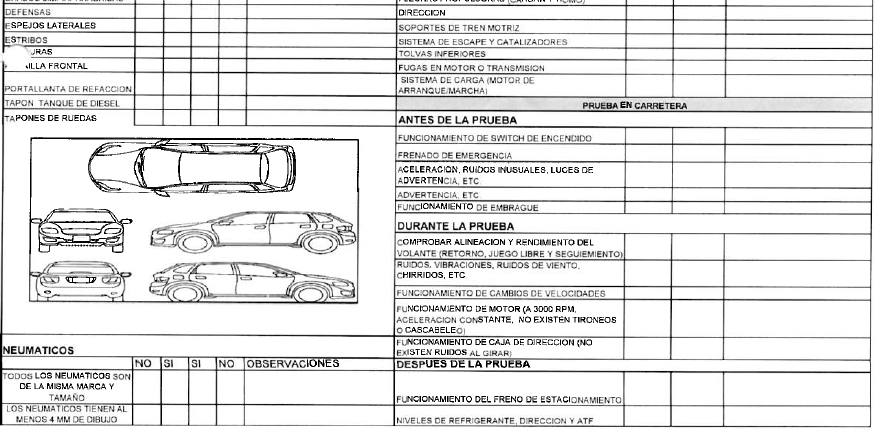 DEFENSAS
ESPEJOS LATERALES
ESTRIBOS
URAS
ILLA FRONTAL
PORTALLANTA DE REFACCION
TAPON TANQUE DE DIESEL
TAPONES DE RUEDAS
NEUMATICOS
NO SI SI NO OBSERVACIONES
TODOS LOS NEUMATICOS SON
DE LA MISMA MARCA Y
TAMAÑO
LOS NEUMATICOS TIENEN AL
MENOS 4 MM DE DIBUJO
DIRECCION
SOPORTES DE TREN MOTRIZ
SISTEMA DE ESCAPE Y CATALIZADORES
TOLVAS INFERIORES
FUGAS EN MOTOR O TRANSMISION
SISTEMA DE CARGA (MOTOR DE
ARRANQUE/MARCHA)
PRUEBA EN CARRETERA
ANTES DE LA PRUEBA
FUNCIONAMIENTO DE SWITCH DE ENCENDIDO
FRENADO DE EMERGENCIA
ACELERACION, RUIDOS INUSUALES, LUCES DE
ADVERTENCIA, ETC
ADVERTENCIA, ETC
FUNCIONAMIENTO DE EMBRAGUE
DURANTE LA PRUEBA
COMPROBAR ALINEACION Y RENDIMIENTO DEL
VOLANTE (RETORNO, JUEGO LIBRE Y SEGUIEMIENTO)
RUIDOS, VIBRACIONES, RUIDOS DE VIENTO,
CHIRRIDOS, ETC
FUNCIONAMIENTO DE CAMBIOS DE VELOCIDADES
FUNCIONAMIENTO DE MOTOR (A 3000 RPM,
ACELERACION CONSTANTE, NO EXISTEN TIRONEOS
O CASCABELEO)
FUNCIONAMIENTO DE CAJA DE DIRECCION (NO
EXISTEN RUIDOS AL GIRAR)
DESPUES DE LA PRUEBA
FUNCIONAMIENTO DEL FRENO DE ESTACIONAMIENTO
NIVELES DE REFRIGERANTE, DIRECCION Y ATF